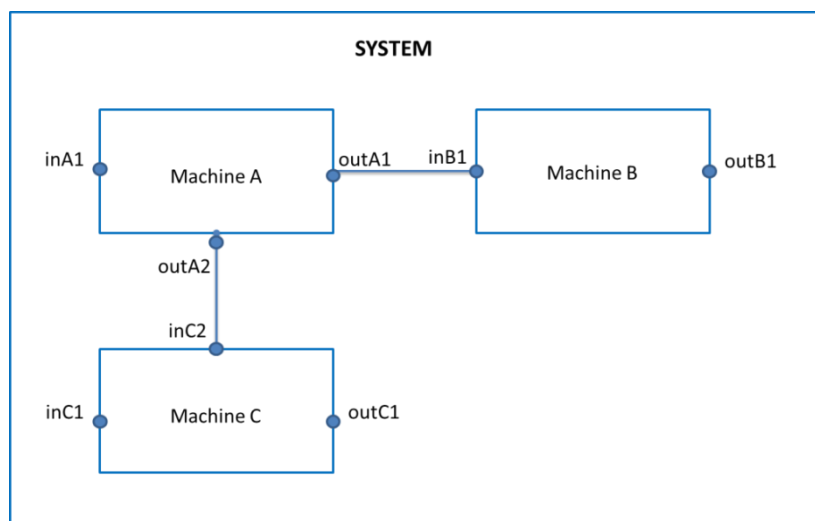 SYSTEM
inA1
Machine A
outA1
inB1
Machine B
outB1
outA2
inC2
inC1
Machine C
outC1